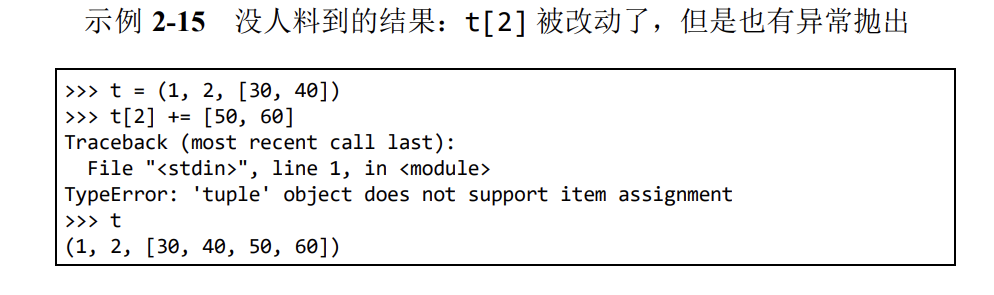 示例 2-15 没人料到的结果：t[2] 被改动了，但是也有异常抛出
>>> t = (1, 2, [30, 40])
>>> t[2] += [50, 60]
Traceback (most recent call last):
  File "<stdin>", line 1, in <module>
TypeError: 'tuple' object does not support item assignment
>>> t
(1, 2, [30, 40, 50, 60])